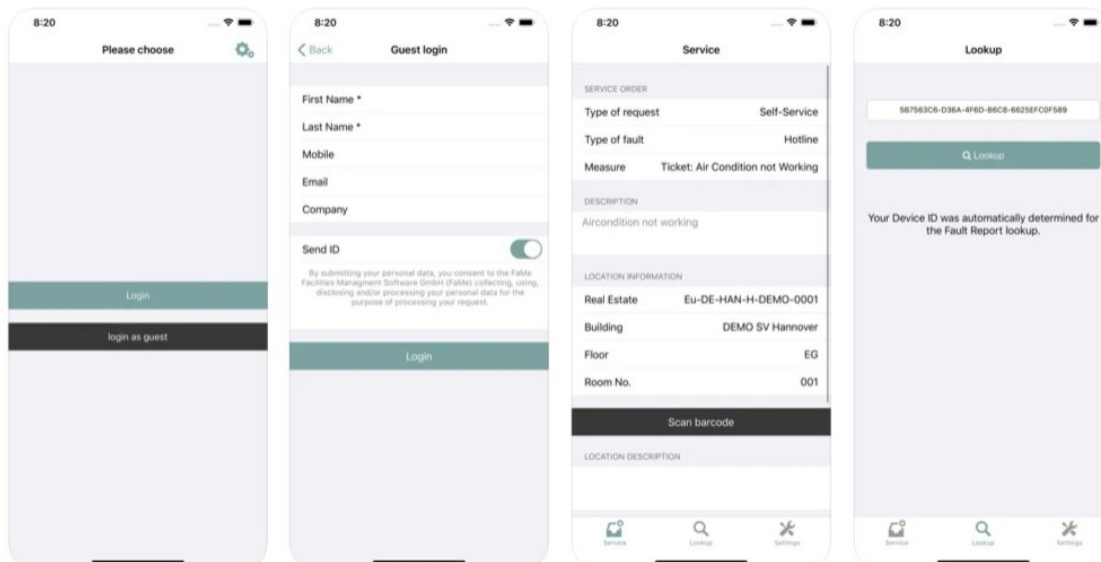 8:20
Please choose
Login
login as guest
8:20
Back
Guest login
First Name *
Last Name *
Mobile
Email
Company
Send ID
By submitting your personal data, you consent to the FaMe
Facilities Managment Software GmbH (FaMe) collecting, using,
disclosing and/or processing your personal data for the
purpose of processing your request.
Login
8:20
Service
SERVICE ORDER
Type of request Self-Service
Type of fault Hotline
Measure Ticket: Air Condition not Working
DESCRIPTION
Aircondition not working
LOCATION INFORMATION
Real Estate Eu-DE-HAN-H-DEMO-0001
Building DEMO SV Hannover
Floor EG
Room No. 001
Scan barcode
LOCATION DESCRIPTION
Service Lookup Settings
8:20
Lookup
5B7563C6-D36A-4F6D-B6C8-6625EFC0F589
Lookup
Your Device ID was automatically determined for
the Fault Report lookup.
Service Lookup Settings